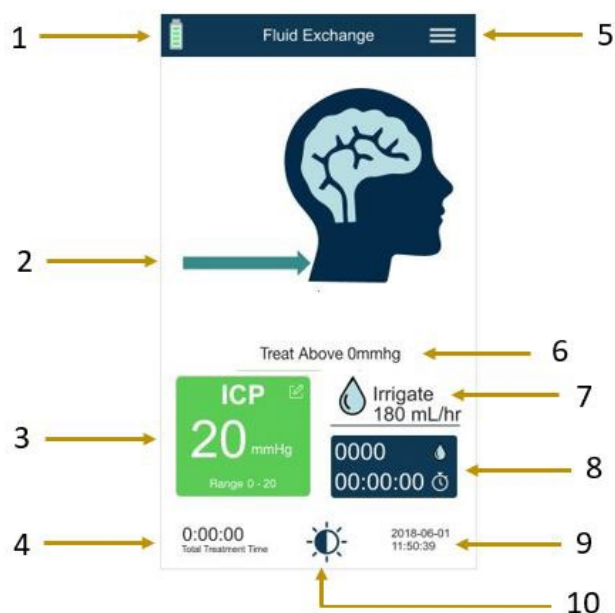 1
Fluid Exchange
5
2
Treat Above 0mmhg
6
ICP
20 mmHg
Range 0 - 20
3
Irrigate
180 mL/hr
7
0000
00:00:00
8
4
0:00:00
Total Treatment Time
2018-06-01
11:50:39
9
10